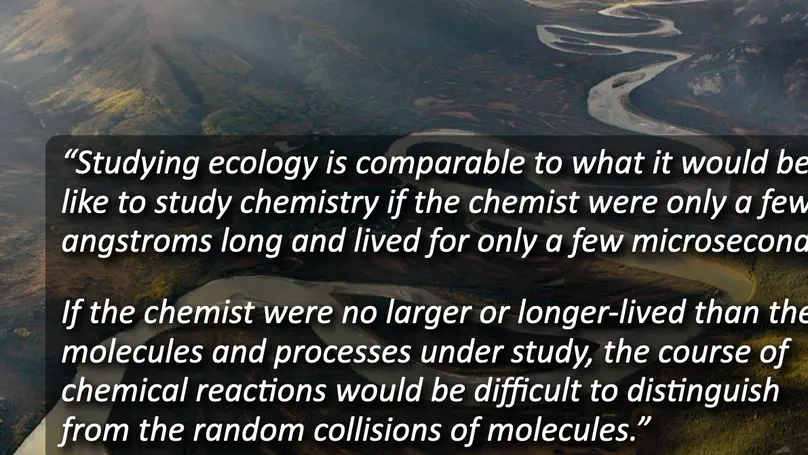 “Studying ecology is comparable to what it would be
like to study chemistry if the chemist were only a few
angstroms long and lived for only a few microsecond
If the chemist were no larger or longer-lived than the
molecules and processes under study, the course of
chemical reactions would be difficult to distinguish
from the random collisions of molecules.”